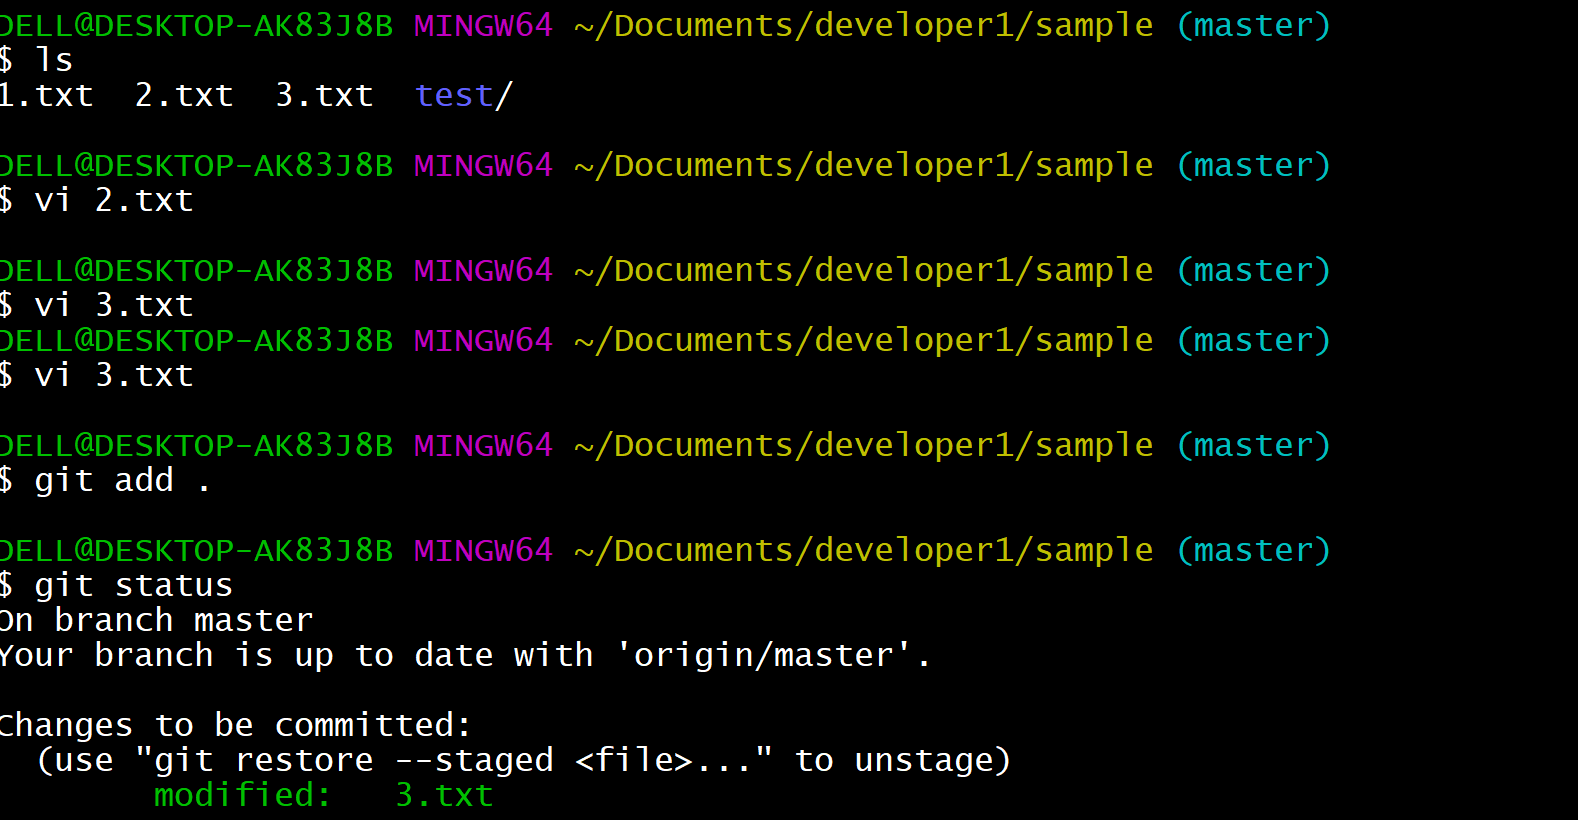 DELL@DESKTOP-AK83J8B MINGW64 ~/Documents/developer1/sample (master)
$ ls
1.txt  2.txt  3.txt  test/

DELL@DESKTOP-AK83J8B MINGW64 ~/Documents/developer1/sample (master)
$ vi 2.txt

DELL@DESKTOP-AK83J8B MINGW64 ~/Documents/developer1/sample (master)
$ vi 3.txt
DELL@DESKTOP-AK83J8B MINGW64 ~/Documents/developer1/sample (master)
$ vi 3.txt

DELL@DESKTOP-AK83J8B MINGW64 ~/Documents/developer1/sample (master)
$ git add .

DELL@DESKTOP-AK83J8B MINGW64 ~/Documents/developer1/sample (master)
$ git status
On branch master
Your branch is up to date with 'origin/master'.

Changes to be committed:
  (use "git restore --staged <file>..." to unstage)
        modified:   3.txt